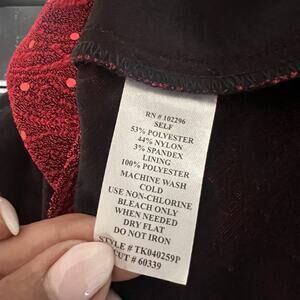 RN # 102296
SELF
53% POLYESTER
44% NYLON
3% SPANDEX
LINING
100% POLYESTER
MACHINE WASH
COLD
USE NON-CHLORINE
BLEACH ONLY
WHEN NEEDED
DRY FLAT
DO NOT IRON
STYLE # TK040259P
CUT # 60339